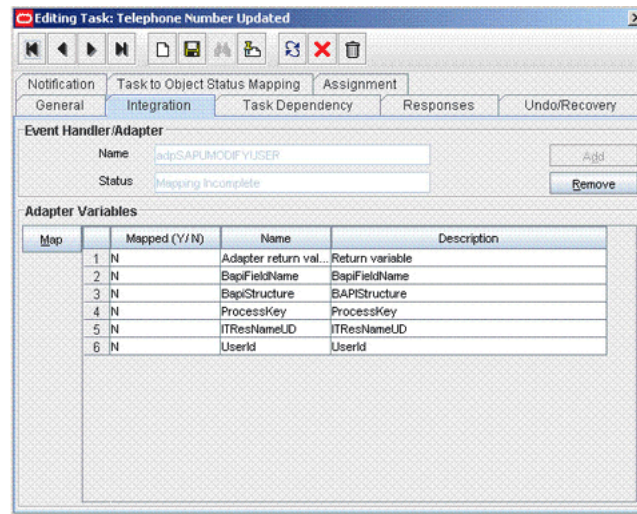 Editing Task: Telephone Number Updated
Notification Task to Object Status Mapping Assignment
General Integration Task Dependency Responses Undo/Recovery
Event Handler/Adapter
Name adpSAPUMODIFYUSER Add
Status Mapping Incomplete Remove
Adapter Variables
Map Mapped (Y/N) Name Description
1 N Adapter return val... Return variable
2 N BapiFieldName BapiFieldName
3 N BapiStructure BAPIStructure
4 N ProcessKey ProcessKey
5 N ITResNameUD ITResNameUD
6 N UserId UserId